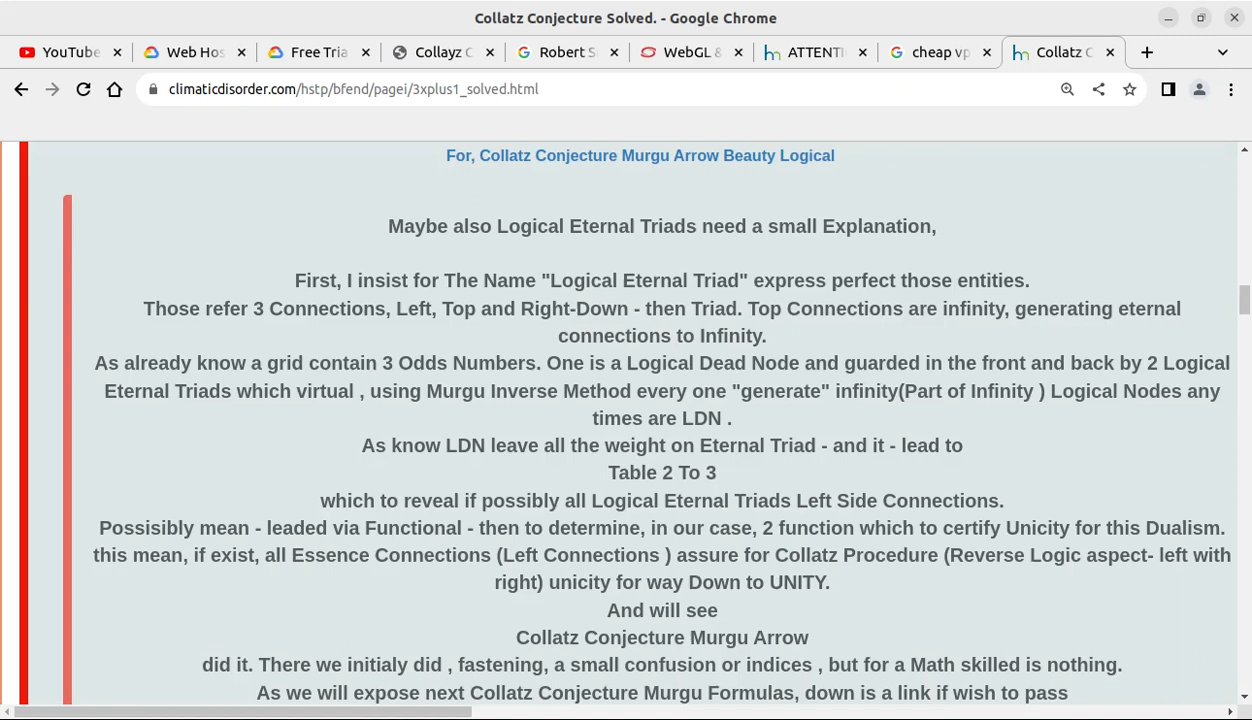 Collatz Conjecture Solved. - Google Chrome
YouTube
Web Hos
Free Tria
Collayz C
Robert S
WebGL &
ATTENTI
cheap vp
Collatz C
climaticdisorder.com/hstp/bfend/pagei/3xplus1_solved.html
For, Collatz Conjecture Murgu Arrow Beauty Logical
Maybe also Logical Eternal Triads need a small Explanation,
First, I insist for The Name "Logical Eternal Triad" express perfect those entities.
Those refer 3 Connections, Left, Top and Right-Down - then Triad. Top Connections are infinity, generating eternal
connections to Infinity.
As already know a grid contain 3 Odds Numbers. One is a Logical Dead Node and guarded in the front and back by 2 Logical
Eternal Triads which virtual , using Murgu Inverse Method every one "generate" infinity(Part of Infinity ) Logical Nodes any
times are LDN .
As know LDN leave all the weight on Eternal Triad - and it - lead to
Table 2 To 3
which to reveal if possibly all Logical Eternal Triads Left Side Connections.
Possisibly mean - leaded via Functional - then to determine, in our case, 2 function which to certify Unicity for this Dualism.
this mean, if exist, all Essence Connections (Left Connections ) assure for Collatz Procedure (Reverse Logic aspect- left with
right) unicity for way Down to UNITY.
And will see
Collatz Conjecture Murgu Arrow
did it. There we initialy did , fastening, a small confusion or indices , but for a Math skilled is nothing.
As we will expose next Collatz Conjecture Murgu Formulas, down is a link if wish to pass